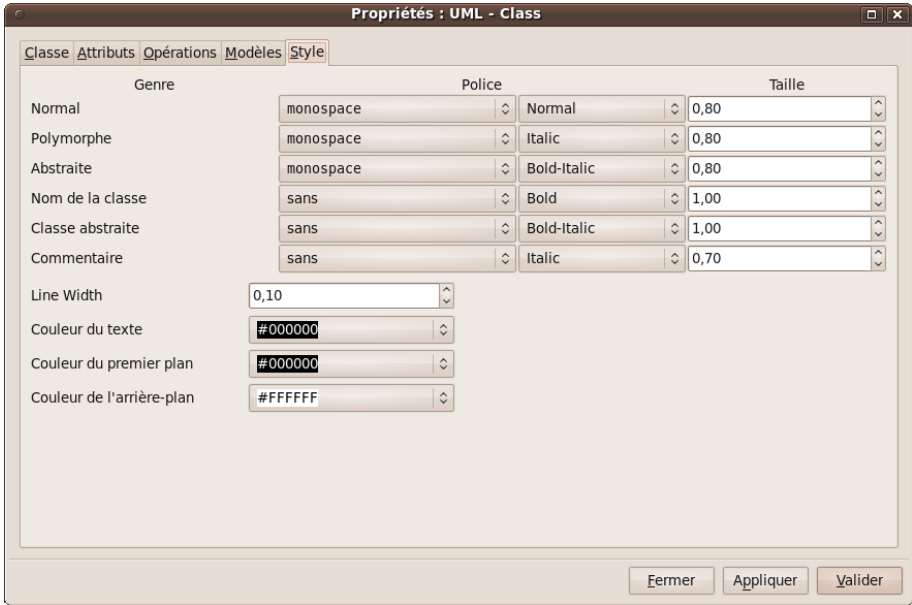 Propriétés : UML - Class
Classe Attributs Opérations Modèles Style
Genre Police Taille
Normal monospace Normal 0,80
Polymorphe monospace Italic 0,80
Abstraite monospace Bold-Italic 0,80
Nom de la classe sans Bold 1,00
Classe abstraite sans Bold-Italic 1,00
Commentaire sans Italic 0,70
Line Width 0,10
Couleur du texte #000000
Couleur du premier plan #000000
Couleur de l'arrière-plan #FFFFFF
Fermer Appliquer Valider